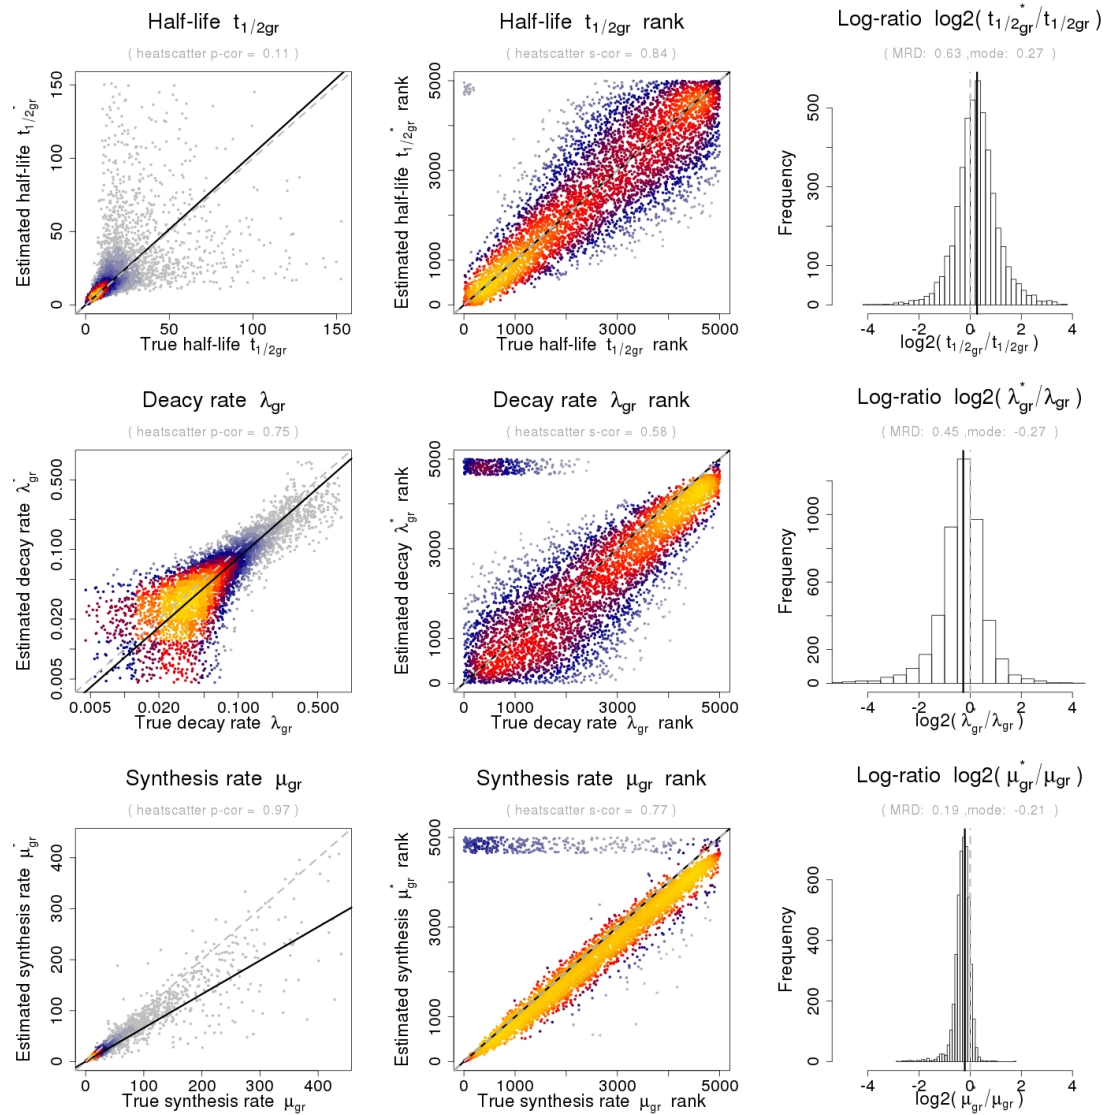 Half-life t1/2gr
( heatscatter p-cor = 0.11 )
Estimated half-life t*1/2gr
150
100
50
0
0 50 100 150
True half-life t1/2gr
Half-life t1/2gr rank
( heatscatter s-cor = 0.84 )
Estimated half-life t*1/2gr rank
5000
3000
1000
0
0 1000 3000 5000
True half-life t1/2gr rank
Log-ratio log2( t*1/2gr/t1/2gr )
( MRD: 0.63 ,mode: 0.27 )
Frequency
500
300
100
0
-4 -2 0 2 4
log2( t1/2gr/t1/2gr )
Deacy rate λgr
( heatscatter p-cor = 0.75 )
Estimated decay rate λ*gr
0.500
0.100
0.020
0.005
0.005 0.020 0.100 0.500
True decay rate λgr
Decay rate λgr rank
( heatscatter s-cor = 0.58 )
Estimated decay λ*gr rank
5000
3000
1000
0
0 1000 3000 5000
True decay rate λgr rank
Log-ratio log2( λ*gr/λgr )
( MRD: 0.45 ,mode: -0.27 )
Frequency
1000
600
200
0
-4 -2 0 2 4
log2( λgr/λgr )
Synthesis rate μgr
( heatscatter p-cor = 0.97 )
Estimated synthesis rate μ*gr
400
300
200
100
0
0 100 200 300 400
True synthesis rate μgr
Synthesis rate μgr rank
( heatscatter s-cor = 0.77 )
Estimated synthesis μ*gr rank
5000
3000
1000
0
0 1000 3000 5000
True synthesis rate μgr rank
Log-ratio log2( μ*gr/μgr )
( MRD: 0.19 ,mode: -0.21 )
Frequency
600
400
200
0
-4 -2 0 2 4
log2( μgr/μgr )